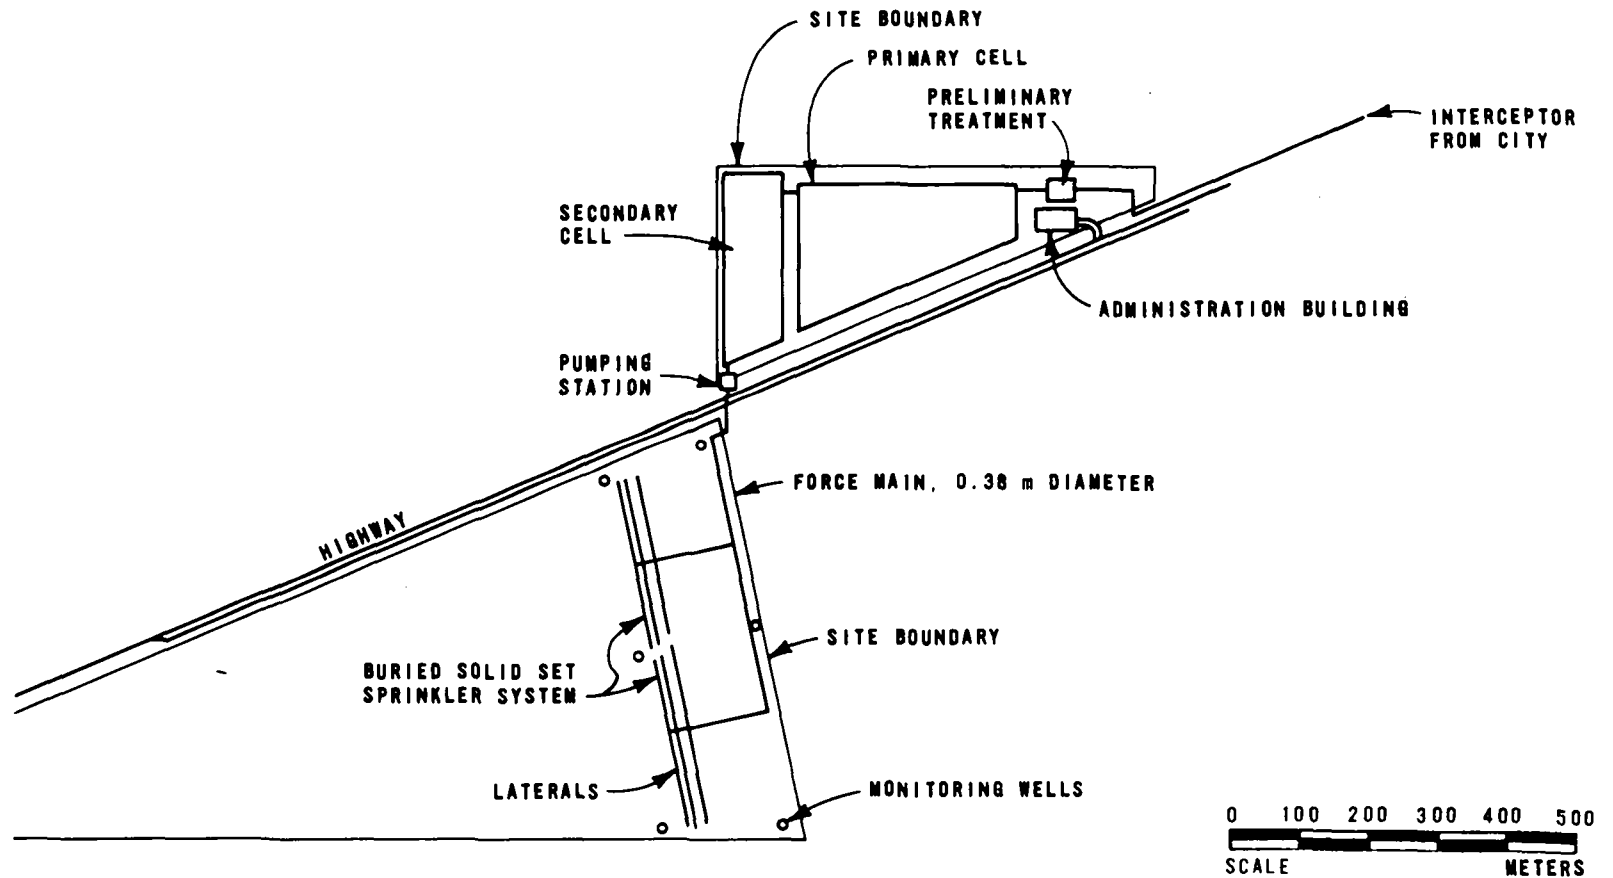 SITE BOUNDARY
PRIMARY CELL
PRELIMINARY
TREATMENT
INTERCEPTOR
FROM CITY
SECONDARY
CELL
ADMINISTRATION BUILDING
PUMPING
STATION
FORCE MAIN, 0.38 m DIAMETER
HIGHWAY
SITE BOUNDARY
BURIED SOLID SET
SPRINKLER SYSTEM
LATERALS
MONITORING WELLS
0 100 200 300 400 500
SCALE METERS